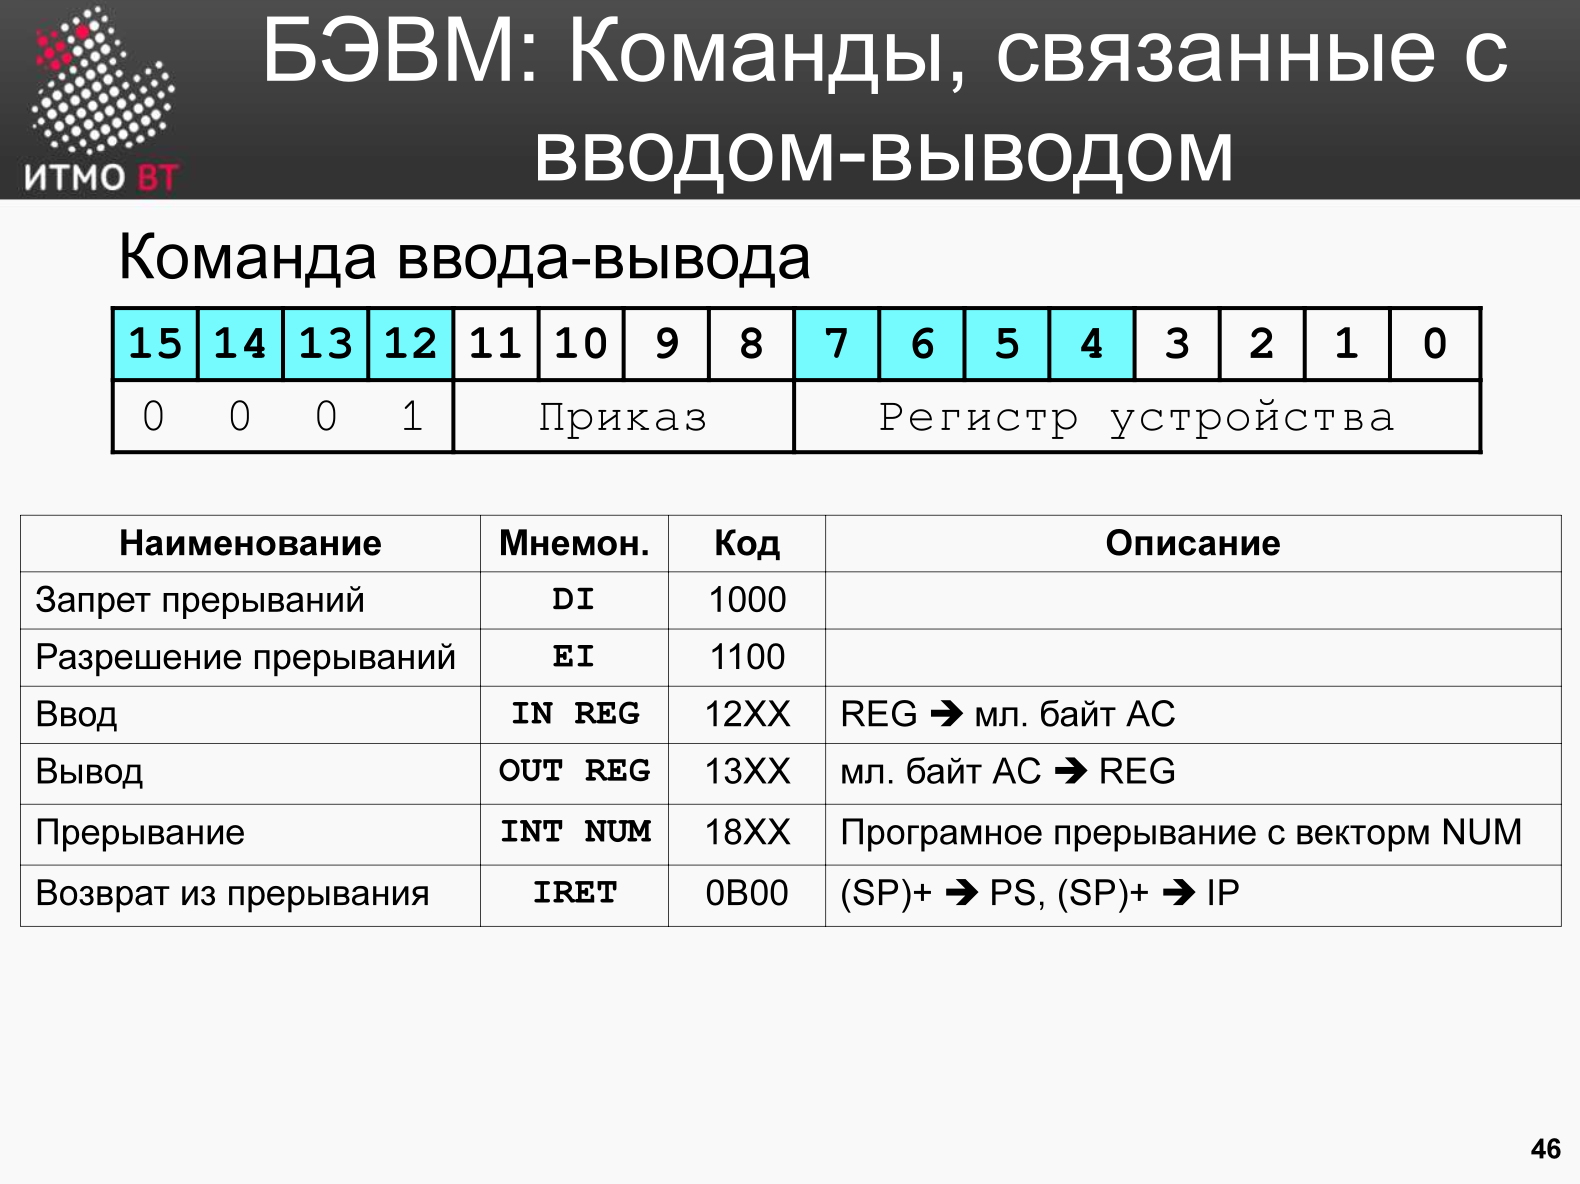 ИТМО ВТ
БЭВМ: Команды, связанные с
вводом-выводом
Команда ввода-вывода
15 14 13 12 11 10 9 8 7 6 5 4 3 2 1 0
0 0 0 1 Приказ Регистр устройства
Наименование Мнемон. Код Описание
Запрет прерываний DI 1000
Разрешение прерываний EI 1100
Ввод IN REG 12XX REG 🡺 мл. байт AC
Вывод OUT REG 13XX мл. байт AC 🡺 REG
Прерывание INT NUM 18XX Програмное прерывание с векторм NUM
Возврат из прерывания IRET 0B00 (SP)+ 🡺 PS, (SP)+ 🡺 IP
46